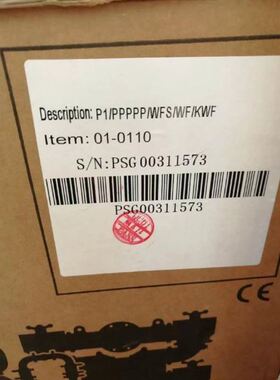 Description: P1/PPPPP/WFS/WF/KWF
Item: 01-0110
S/N:PSG00311573
PSG00311573
CE